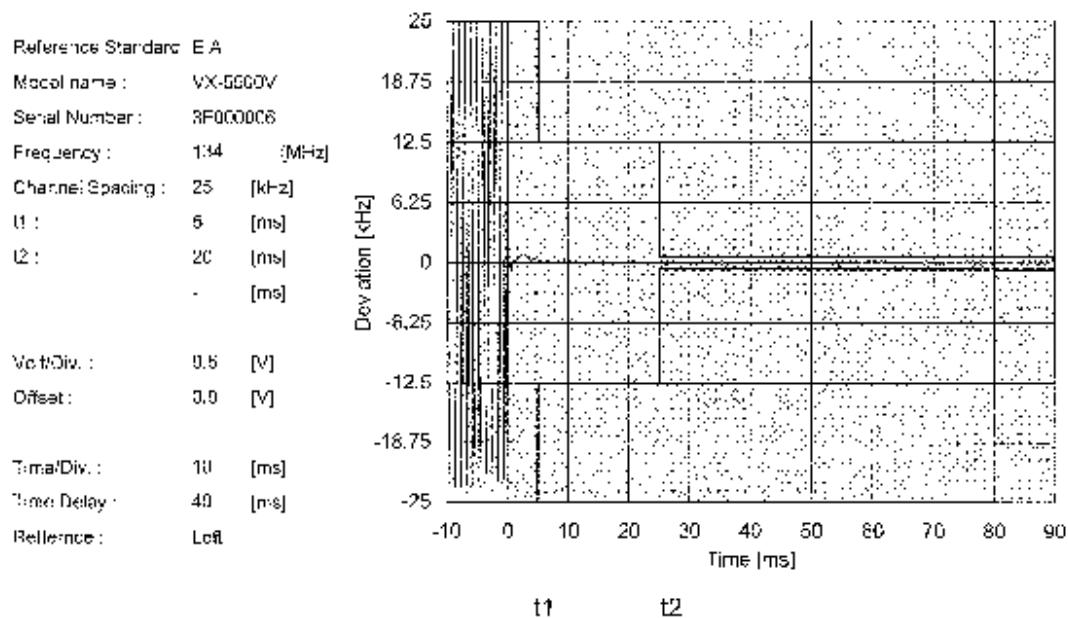 Reference Standard E A
Model name : VX-5500V
Serial Number : 3F000006
Frequency : 134 [MHz]
Channel Spacing : 25 [kHz]
t1 : 5 [ms]
t2 : 20 [ms]
- [ms]
Volt/Div. : 0.5 [V]
Offset : 0.0 [V]
Time/Div. : 10 [ms]
Time Delay : 40 [ms]
Reference : Left
25
18.75
12.5
6.25
0
-6.25
-12.5
-18.75
-25
Deviation [kHz]
-10 0 10 20 30 40 50 60 70 80 90
Time [ms]
t1 t2